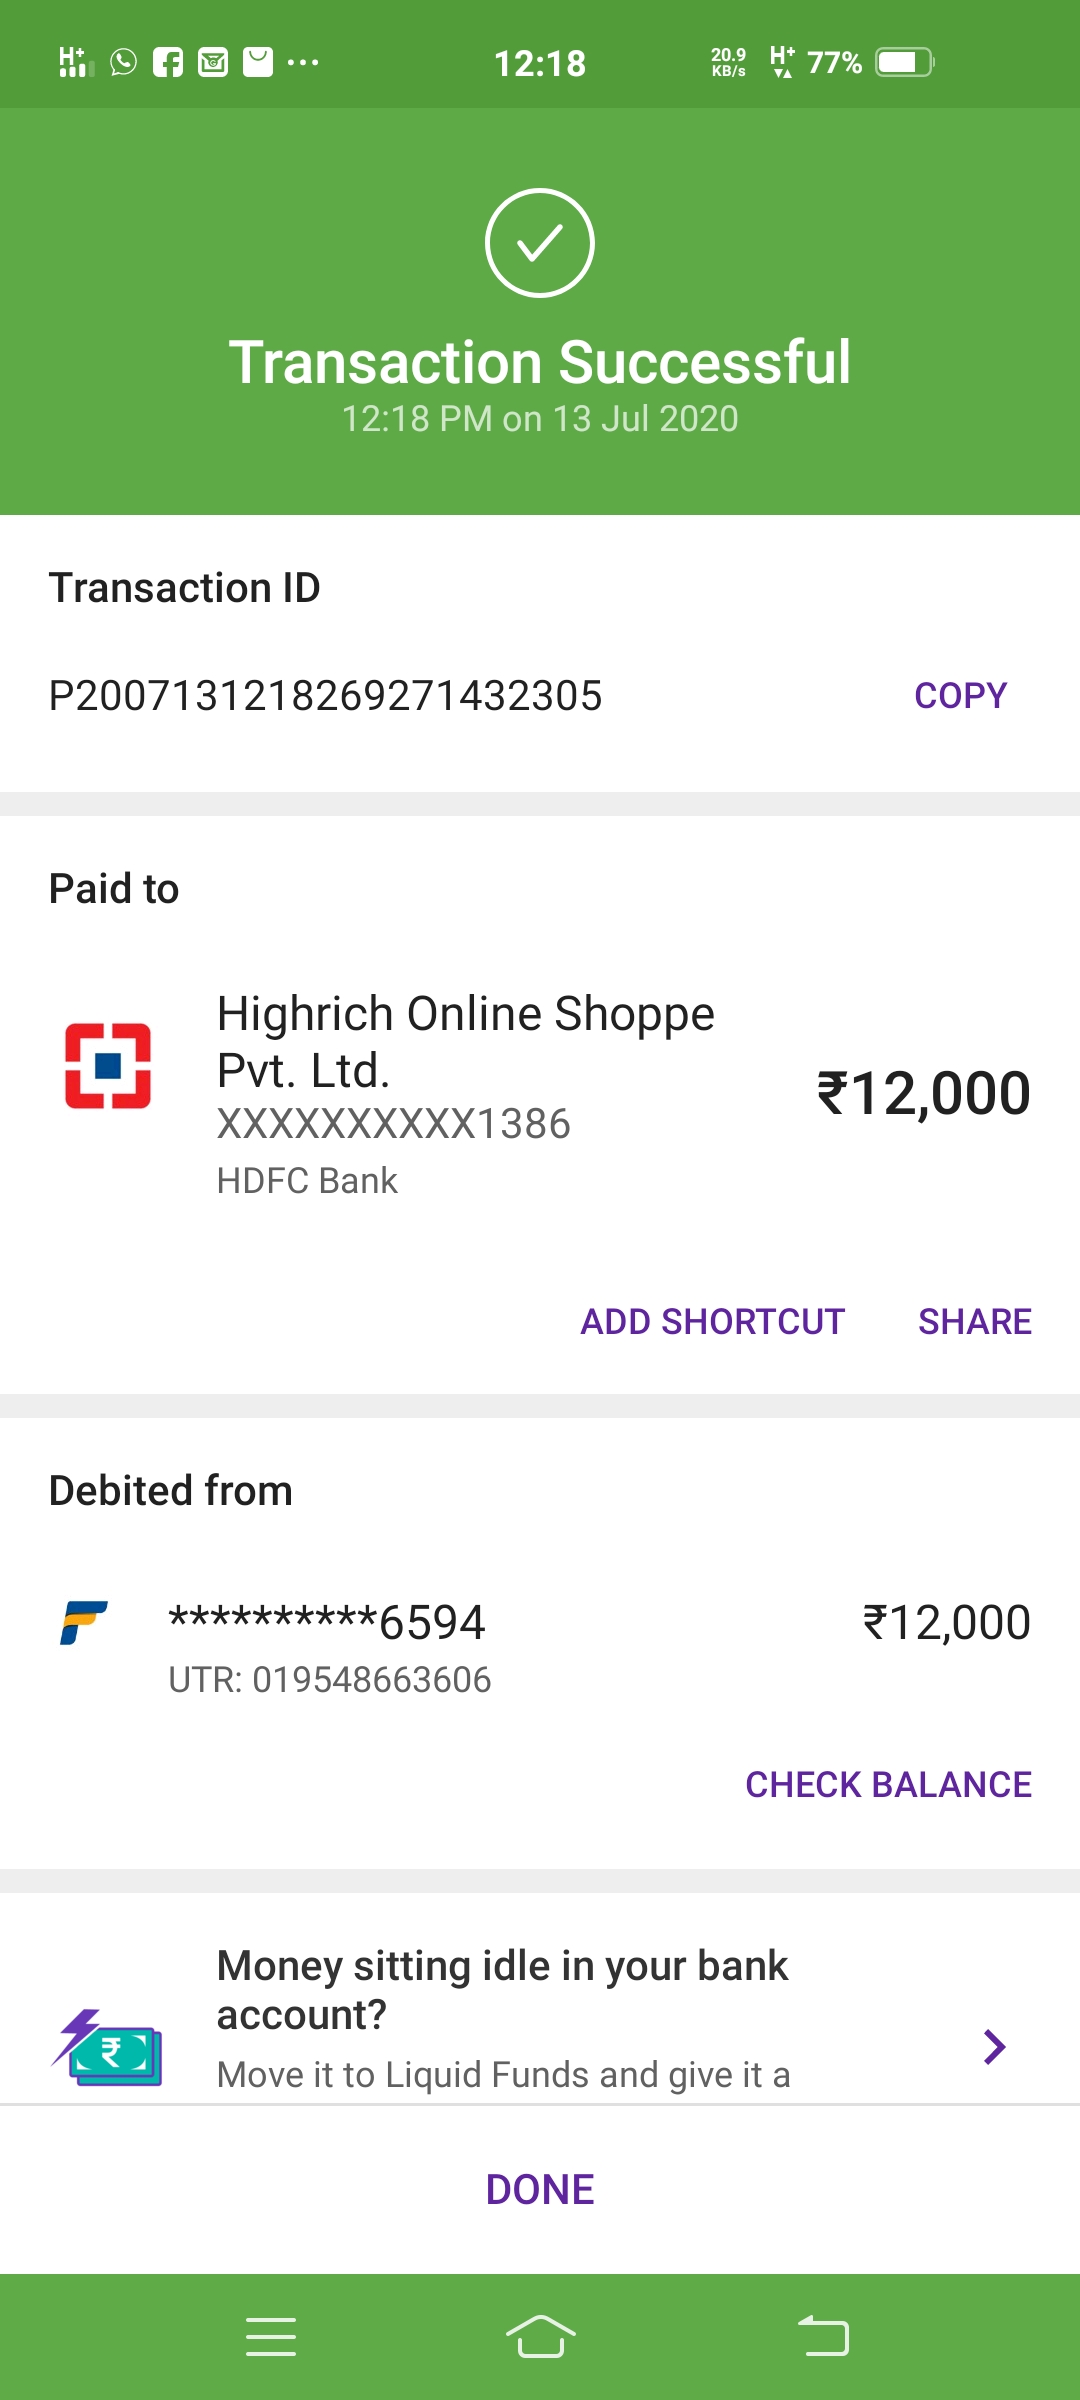 12:18
20.9
KB/s
H+
77%
Transaction Successful
12:18 PM on 13 Jul 2020
Transaction ID
P2007131218269271432305
COPY
Paid to
Highrich Online Shoppe
Pvt. Ltd.
₹12,000
XXXXXXXXXX1386
HDFC Bank
ADD SHORTCUT
SHARE
Debited from
**********6594
₹12,000
UTR: 019548663606
CHECK BALANCE
Money sitting idle in your bank
account?
Move it to Liquid Funds and give it a
DONE